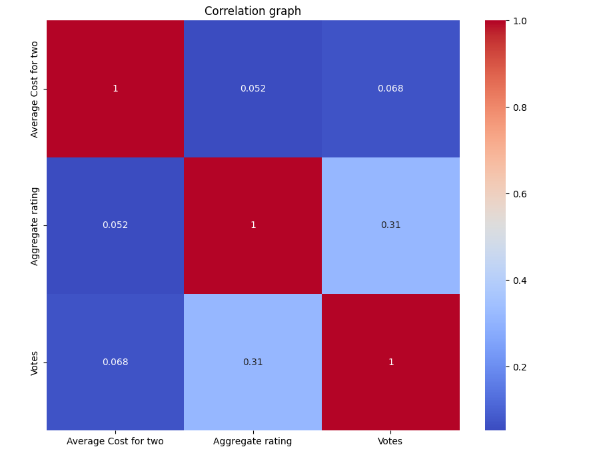 Correlation graph
Average Cost for two
1
0.052
0.068
Aggregate rating
0.052
1
0.31
Votes
0.068
0.31
1
Average Cost for two
Aggregate rating
Votes
1.0
0.8
0.6
0.4
0.2